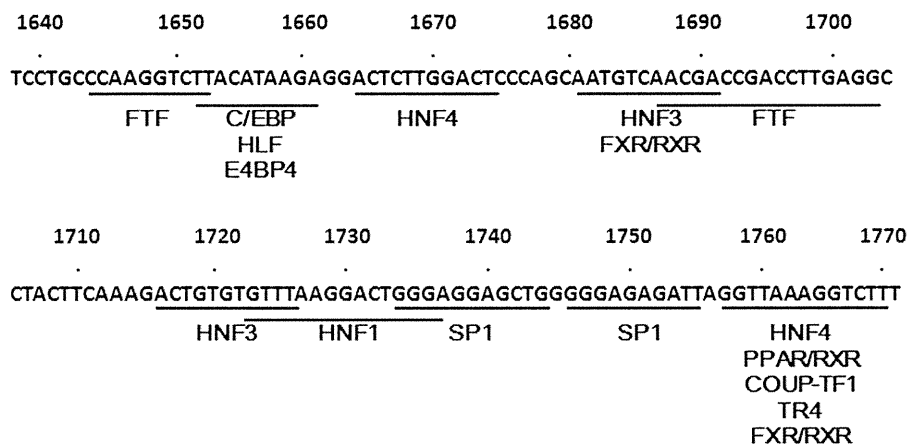 1640 1650 1660 1670 1680 1690 1700
TCCTGCCCAAGGTCTTACATAAGAGGACTCTTGGACTCCCAGCAATGTCAACGACCGACCTTGAGGC
FTF C/EBP HNF4 HNF3 FTF
HLF FXR/RXR
E4BP4
1710 1720 1730 1740 1750 1760 1770
CTACTTCAAAGACTGTGTGTTTAAGGACTGGGAGGAGCTGGGGGAGAGATTAGGTTAAAGGTCTTT
HNF3 HNF1 SP1 SP1 HNF4
PPAR/RXR
COUP-TF1
TR4
FXR/RXR